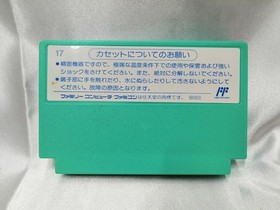 17
カセットについてのお願い
●精密機器ですので、極端な温度条件下での使用や保管および強い
ショックをさけてください。また、絶対に分解しないでください。
●端子部に手を触れたり、水にぬらしたりして汚さないようにして
ください。故障の原因となります。
ファミリーコンピュータ・ファミコンは任天堂の商標です。